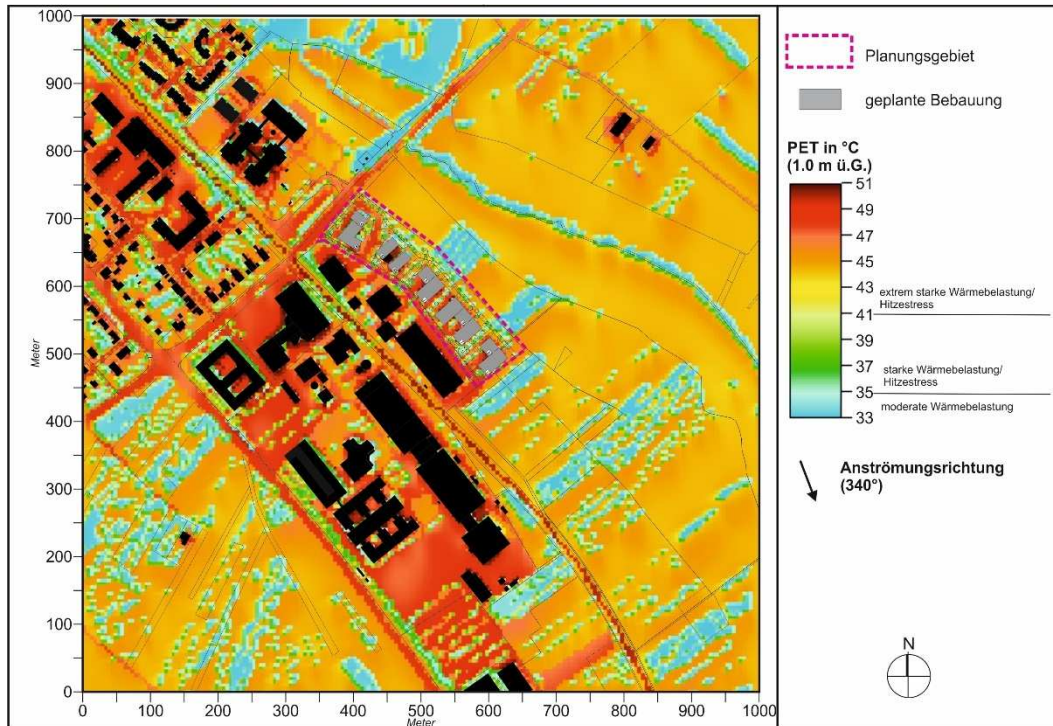 1000
900
800
700
600
500
400
300
200
100
0
Meter
0 100 200 300 400 500 600 700 800 900 1000
Meter
Planungsgebiet
geplante Bebauung
PET in °C
(1.0 m ü.G.)
51
49
47
45
43
extrem starke Wärmebelastung/
Hitzestress
41
39
37
starke Wärmebelastung/
Hitzestress
35
moderate Wärmebelastung
33
Anströmungsrichtung
(340°)
N